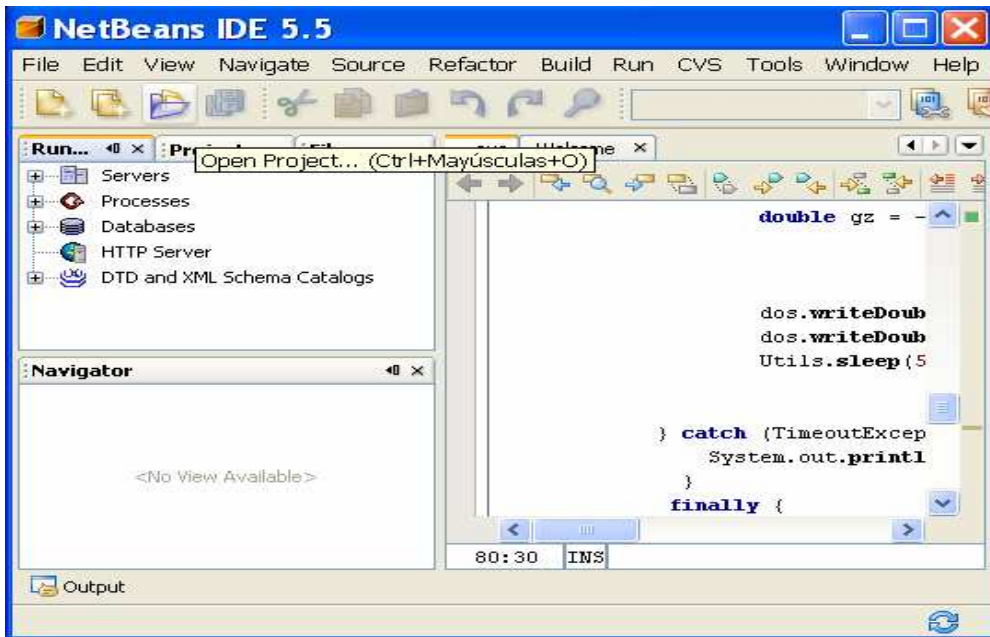 NetBeans IDE 5.5
File Edit View Navigate Source Refactor Build Run CVS Tools Window Help
Run...
Open Project... (Ctrl+Mayúsculas+O)
Servers
Processes
Databases
HTTP Server
DTD and XML Schema Catalogs
Navigator
<No View Available>
double gz = -
dos.writeDoub
dos.writeDoub
Utils.sleep(5
} catch (TimeoutExcep
System.out.printl
}
finally {
80:30 INS
Output